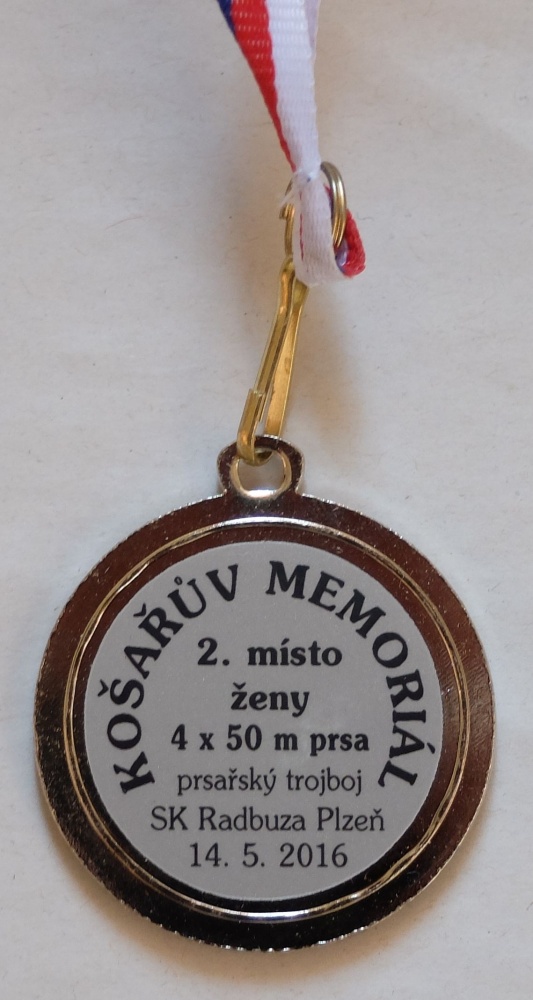 KOŠAŘŮV MEMORIÁL
2. místo
ženy
4 x 50 m prsa
prsařský trojboj
SK Radbuza Plzeň
14. 5. 2016